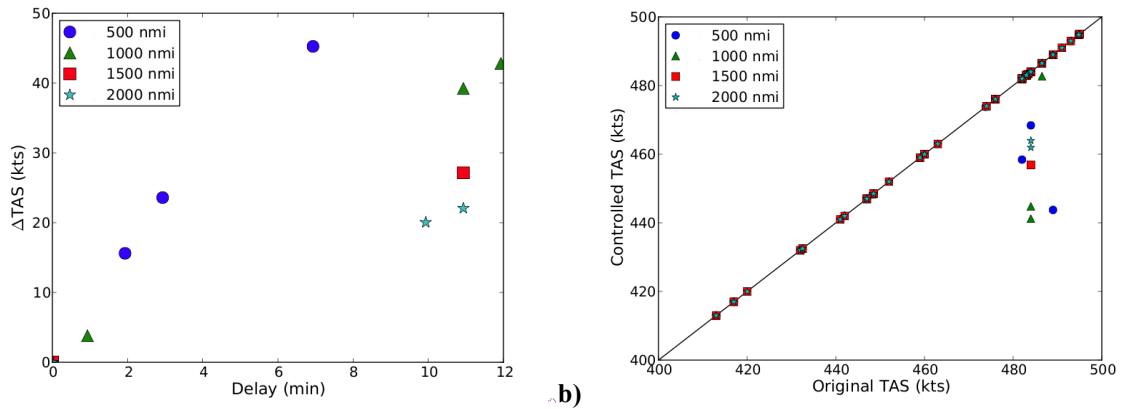 500 nmi
1000 nmi
1500 nmi
2000 nmi
50
40
30
20
10
0
ΔTAS (kts)
0 2 4 6 8 10 12
Delay (min)
b)
500 nmi
1000 nmi
1500 nmi
2000 nmi
500
480
460
440
420
400
Controlled TAS (kts)
400 420 440 460 480 500
Original TAS (kts)